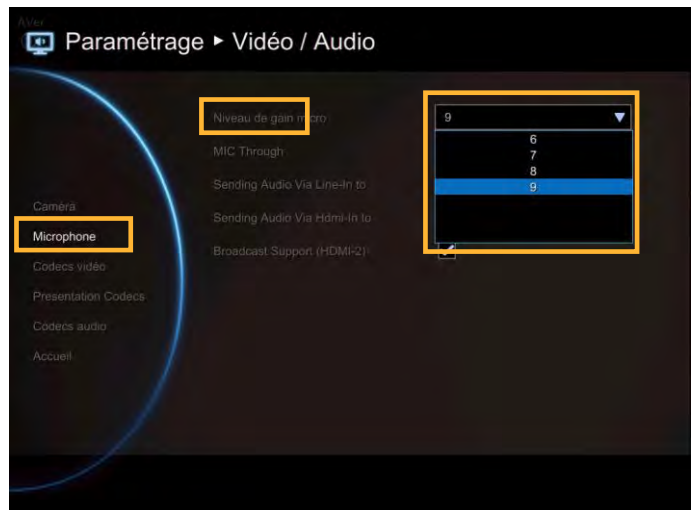 AVer
Paramétrage ► Vidéo / Audio
Niveau de gain micro
9
6
7
8
9
MIC Through
Sending Audio Via Line-In to
Sending Audio Via Hdmi-In to
Broadcast Support (HDMI-2)
Caméra
Microphone
Codecs vidéo
Presentation Codecs
Codecs audio
Accueil